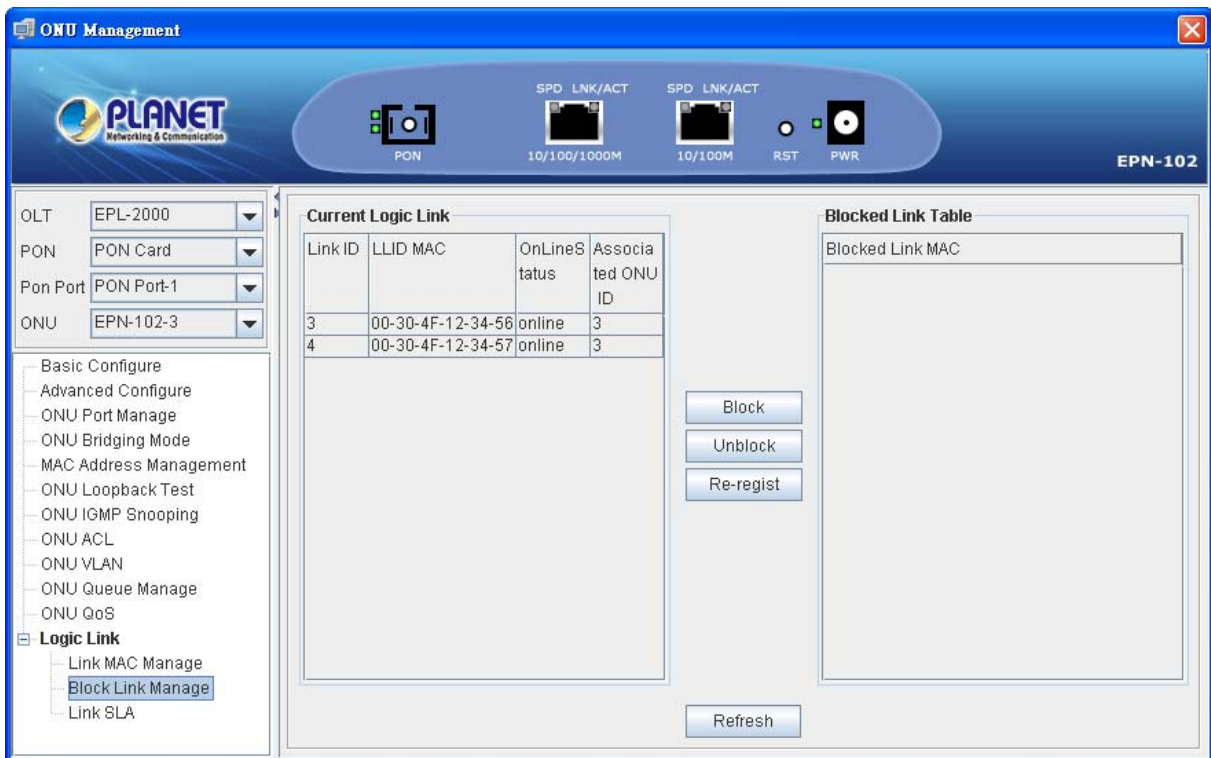 ONU Management
PLANET
Networking & Communication
SPD LNK/ACT
SPD LNK/ACT
PON
10/100/1000M
10/100M
RST
PWR
EPN-102
OLT
EPL-2000
PON
PON Card
Pon Port
PON Port-1
ONU
EPN-102-3
Basic Configure
Advanced Configure
ONU Port Manage
ONU Bridging Mode
MAC Address Management
ONU Loopback Test
ONU IGMP Snooping
ONU ACL
ONU VLAN
ONU Queue Manage
ONU QoS
Logic Link
Link MAC Manage
Block Link Manage
Link SLA
Current Logic Link
Link ID LLID MAC OnLineS Associa
tatus ted ONU
ID
3 00-30-4F-12-34-56 online 3
4 00-30-4F-12-34-57 online 3
Block
Unblock
Re-regist
Refresh
Blocked Link Table
Blocked Link MAC